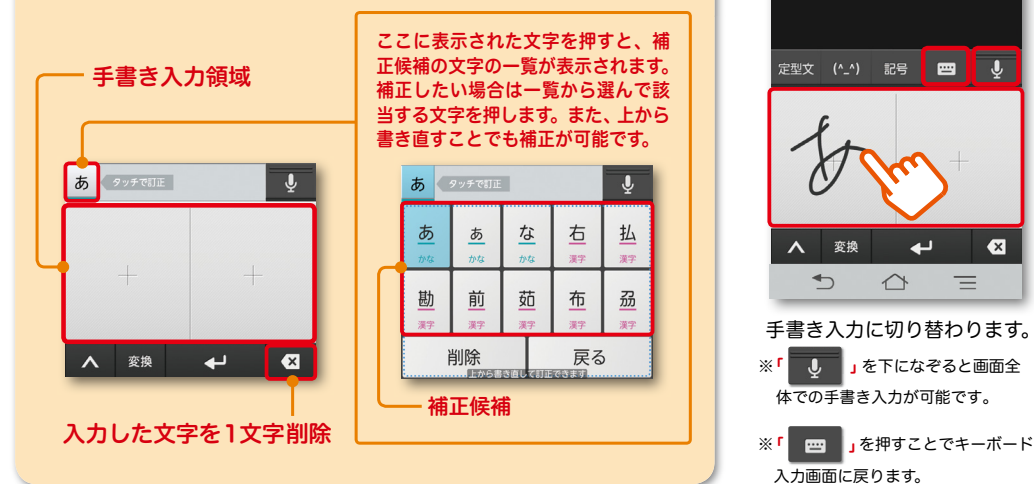 手書き入力領域
ここに表示された文字を押すと、補
正候補の文字の一覧が表示されます。
補正したい場合は一覧から選んで該
当する文字を押します。また、上から
書き直すことでも補正が可能です。
あ タッチで訂正
変換
入力した文字を1文字削除
あ タッチで訂正
あ ぁ な 右 払
かな かな かな 漢字 漢字
勘 前 茹 布 刕
漢字 漢字 漢字 漢字 漢字
削除 戻る
上から書き直して訂正できます
補正候補
定型文 (^_^) 記号
あ
変換
手書き入力に切り替わります。
※「 」を下になぞると画面全
体での手書き入力が可能です。
※「 」を押すことでキーボード
入力画面に戻ります。